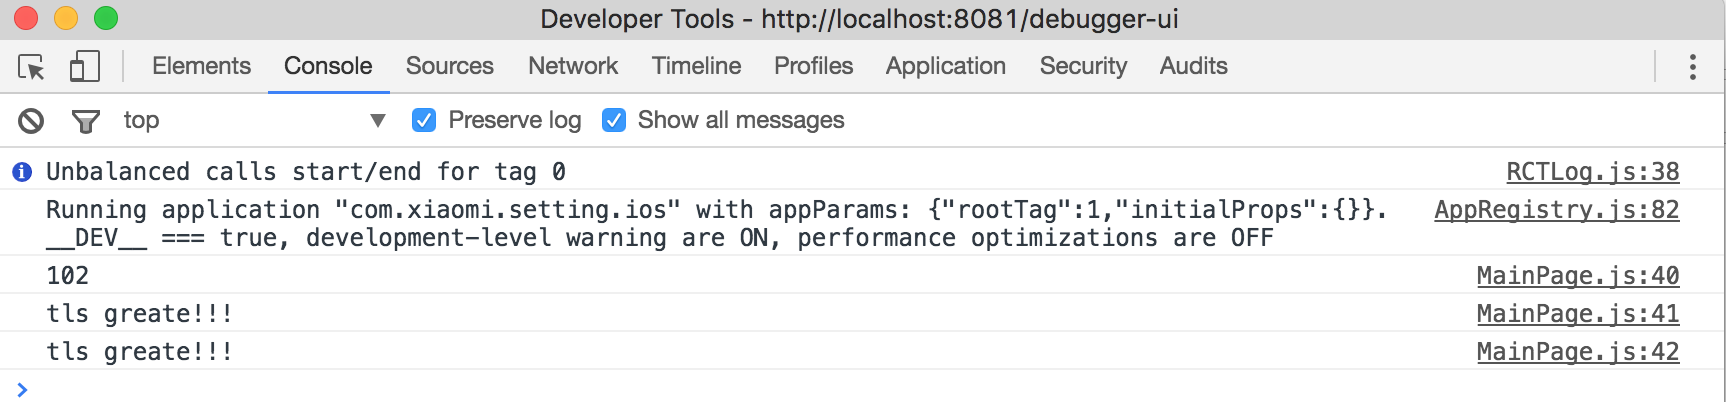 Developer Tools - http://localhost:8081/debugger-ui
Elements Console Sources Network Timeline Profiles Application Security Audits
top Preserve log Show all messages
Unbalanced calls start/end for tag 0 RCTLog.js:38
Running application "com.xiaomi.setting.ios" with appParams: {"rootTag":1,"initialProps":{}}. AppRegistry.js:82
__DEV__ === true, development-level warning are ON, performance optimizations are OFF
102 MainPage.js:40
tls greate!!! MainPage.js:41
tls greate!!! MainPage.js:42